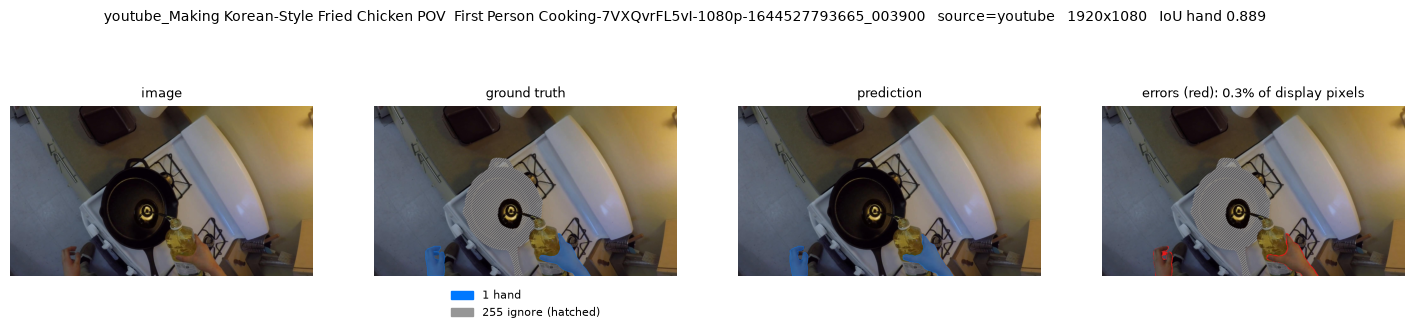 youtube_Making Korean-Style Fried Chicken POV  First Person Cooking-7VXQvrFL5vI-1080p-1644527793665_003900   source=youtube   1920x1080   IoU hand 0.889
image
ground truth
prediction
errors (red): 0.3% of display pixels
1 hand
255 ignore (hatched)